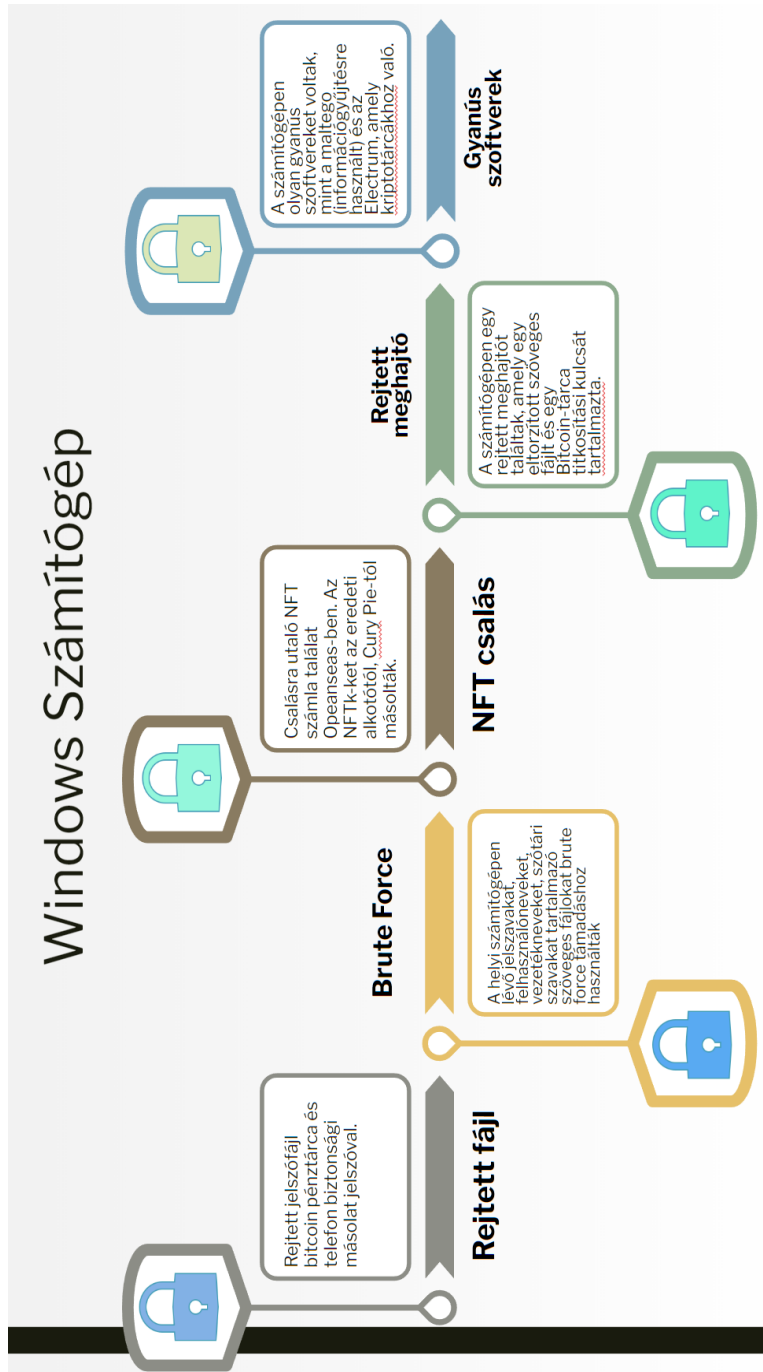 Windows Számítógép
Rejtett jelszófájl
bitcoin pénztárca és
telefon biztonsági
másolat jelszóval.
Rejtett fájl
Brute Force
A helyi számítógépen
lévő jelszavakat,
felhasználóneveket,
vezetékneveket, szótári
szavakat tartalmazó
szöveges fájlokat brute
force támadáshoz
használták
Csalásra utaló NFT
számla találat
Opeanseas-ben. Az
NFTk-ket az eredeti
alkotótól, Cury Pie-tól
másolták.
NFT csalás
Rejtett
meghajtó
A számítógépen egy
rejtett meghajtót
találtak, amely egy
eltorzított szöveges
fájlt és egy
Bitcoin-tárca
titkosítási kulcsát
tartalmazta.
A számítógépen
olyan gyanús
szoftvereket voltak,
mint a maltego
(információgyűjtésre
használt) és az
Electrum, amely
kriptotárcákhoz való.
Gyanús
szoftverek